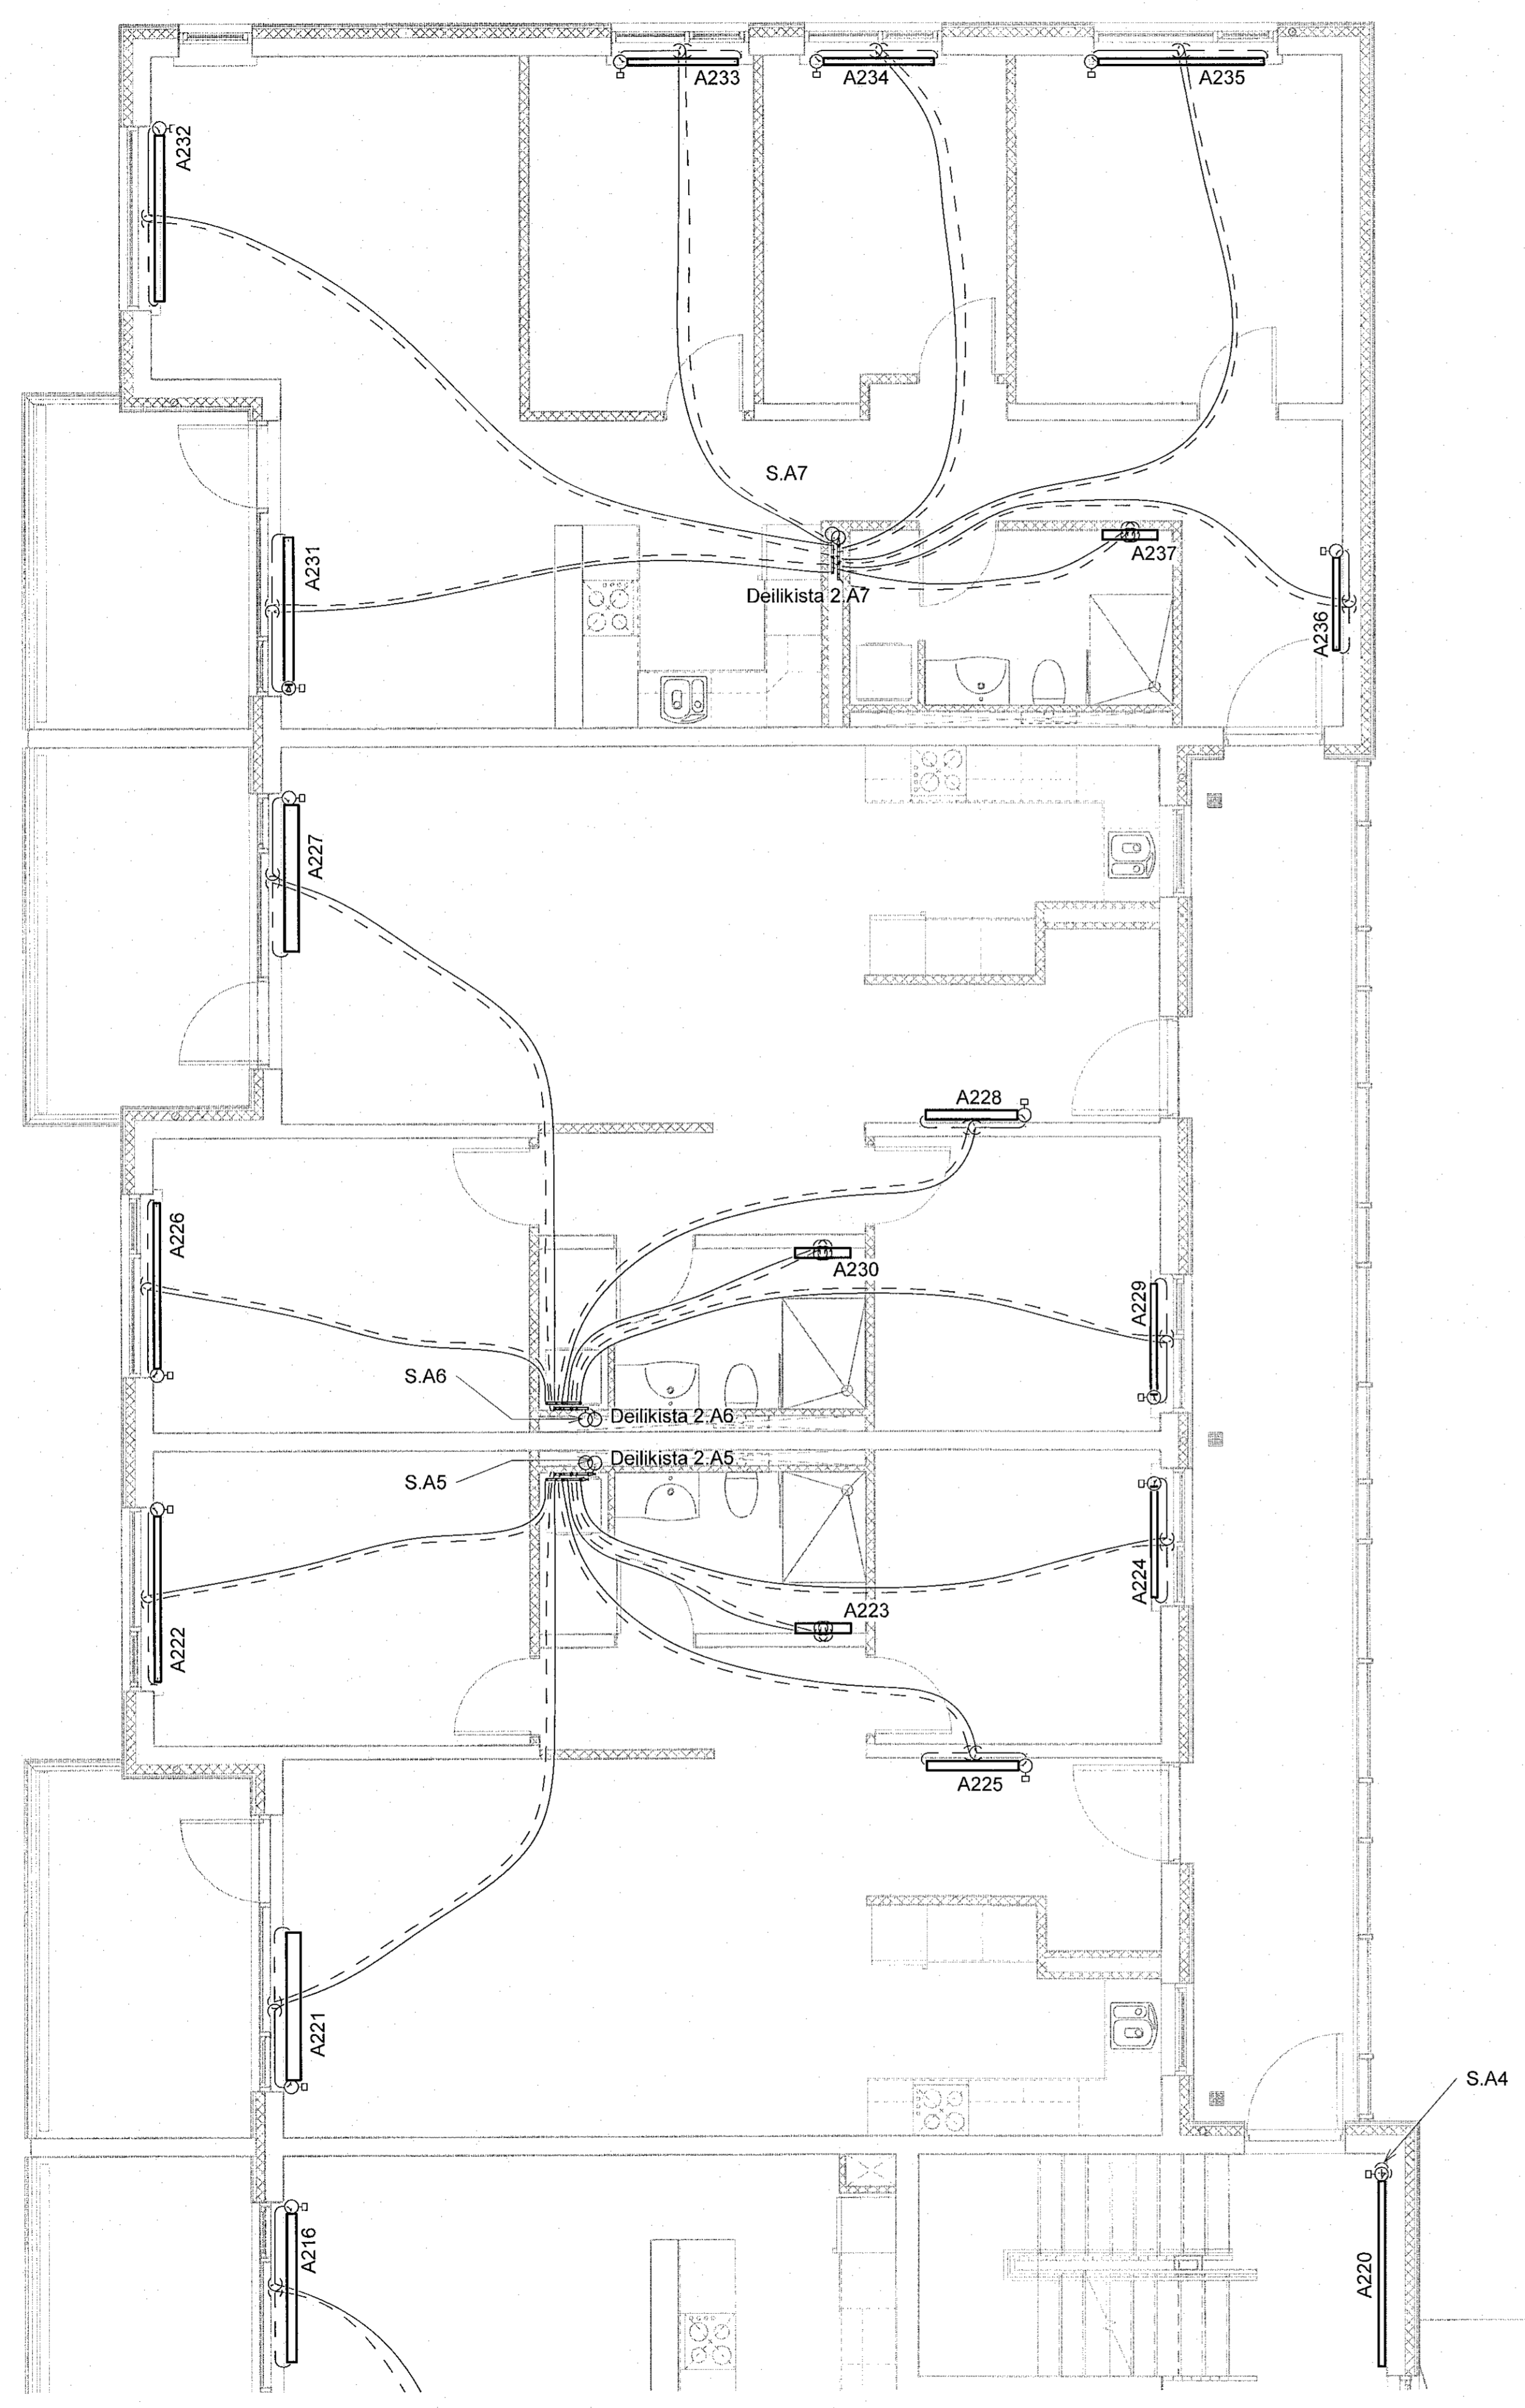 A233
A234
A235
A232
S.A7
A231
A237
Deilikista 2.A7
A236
A227
A228
A226
A230
A229
S.A6
Deilikista 2.A6
Deilikista 2.A5
S.A5
A224
A223
A222
A225
A221
S.A4
A216
A220